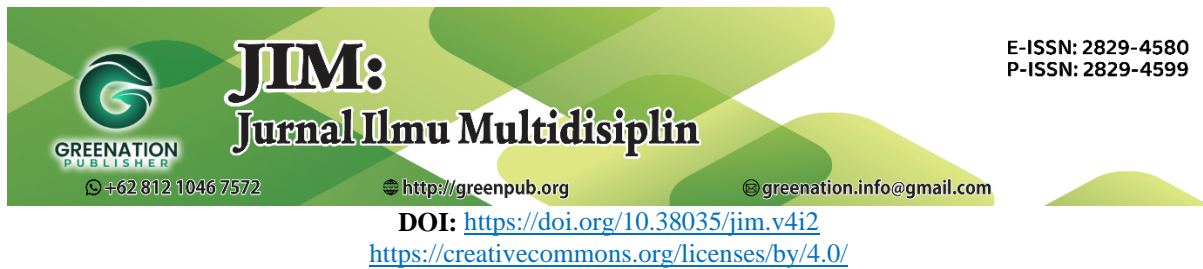 E-ISSN: 2829-4580
P-ISSN: 2829-4599
JIM:
Jurnal Ilmu Multidisiplin
GREENATION
PUBLISHER
+62 812 1046 7572
http://greenpub.org
greenation.info@gmail.com
DOI: https://doi.org/10.38035/jim.v4i2
https://creativecommons.org/licenses/by/4.0/